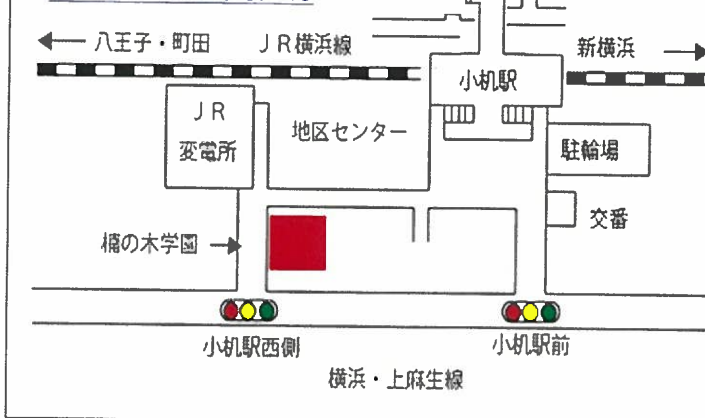 八王子・町田
JR横浜線
新横浜
小机駅
JR
変電所
地区センター
駐輪場
交番
楠の木学園
小机駅西側
小机駅前
横浜・上麻生線